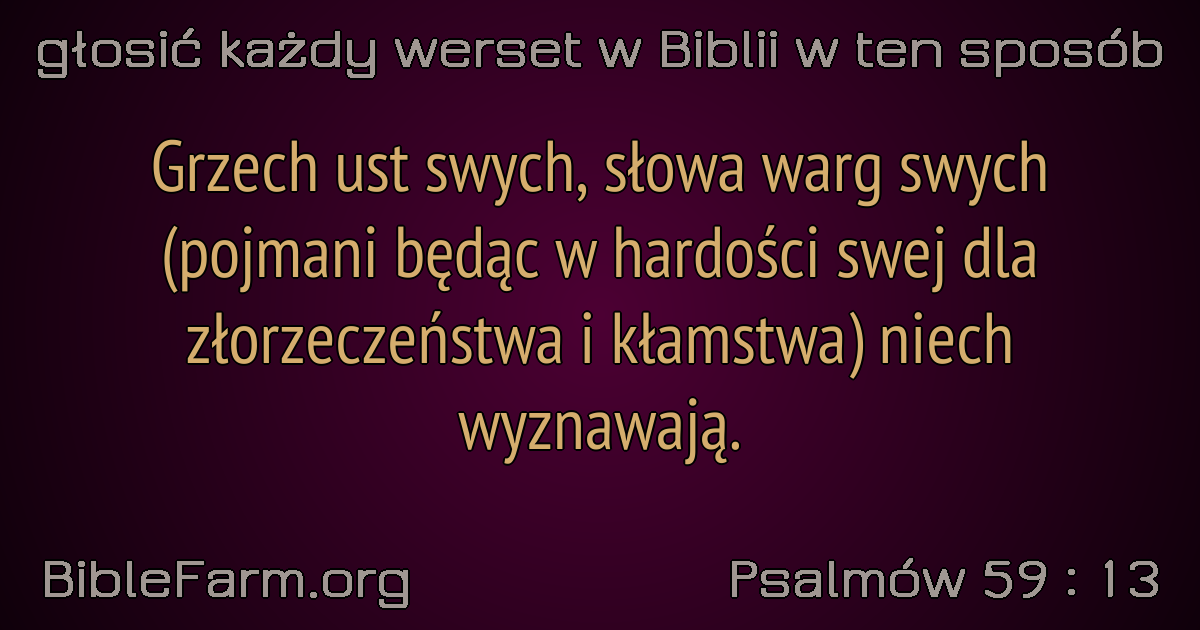 głosić każdy werset w Biblii w ten sposób
Grzech ust swych, słowa warg swych
(pojmani będąc w hardości swej dla
złorzeczeństwa i kłamstwa) niech
wyznawają.
BibleFarm.org
Psalmów 59 : 13